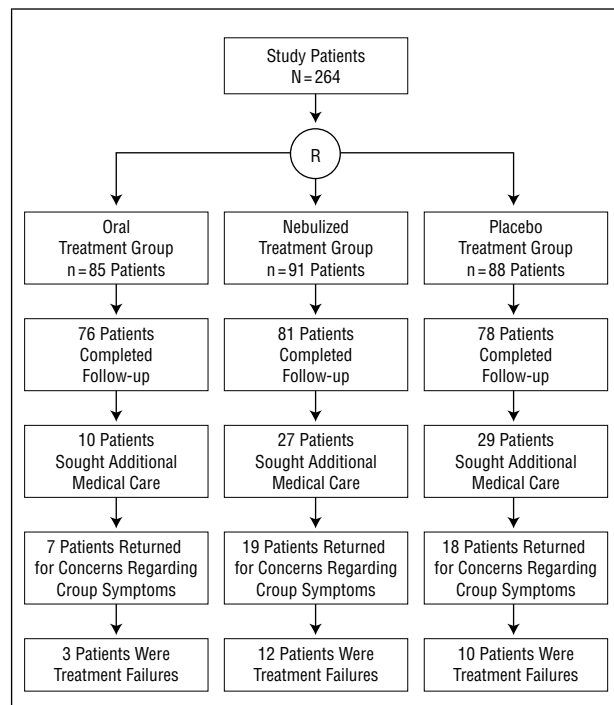 Study Patients
N=264
R
Oral
Treatment Group
n=85 Patients
Nebulized
Treatment Group
n=91 Patients
Placebo
Treatment Group
n=88 Patients
76 Patients
Completed
Follow-up
81 Patients
Completed
Follow-up
78 Patients
Completed
Follow-up
10 Patients
Sought Additional
Medical Care
27 Patients
Sought Additional
Medical Care
29 Patients
Sought Additional
Medical Care
7 Patients Returned
for Concerns Regarding
Croup Symptoms
19 Patients Returned
for Concerns Regarding
Croup Symptoms
18 Patients Returned
for Concerns Regarding
Croup Symptoms
3 Patients Were
Treatment Failures
12 Patients Were
Treatment Failures
10 Patients Were
Treatment Failures